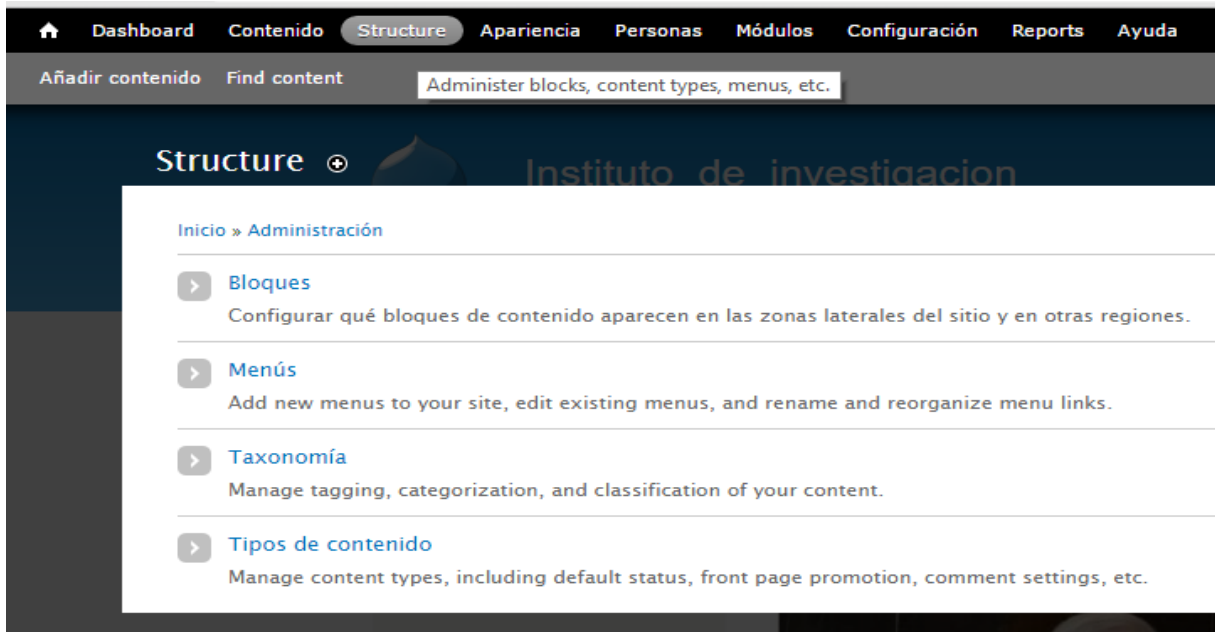 Dashboard Contenido Structure Apariencia Personas Módulos Configuración Reports Ayuda
Añadir contenido Find content
Administer blocks, content types, menus, etc.
Structure
Instituto de investigacion
Inicio » Administración
Bloques
Configurar qué bloques de contenido aparecen en las zonas laterales del sitio y en otras regiones.
Menús
Add new menus to your site, edit existing menus, and rename and reorganize menu links.
Taxonomía
Manage tagging, categorization, and classification of your content.
Tipos de contenido
Manage content types, including default status, front page promotion, comment settings, etc.